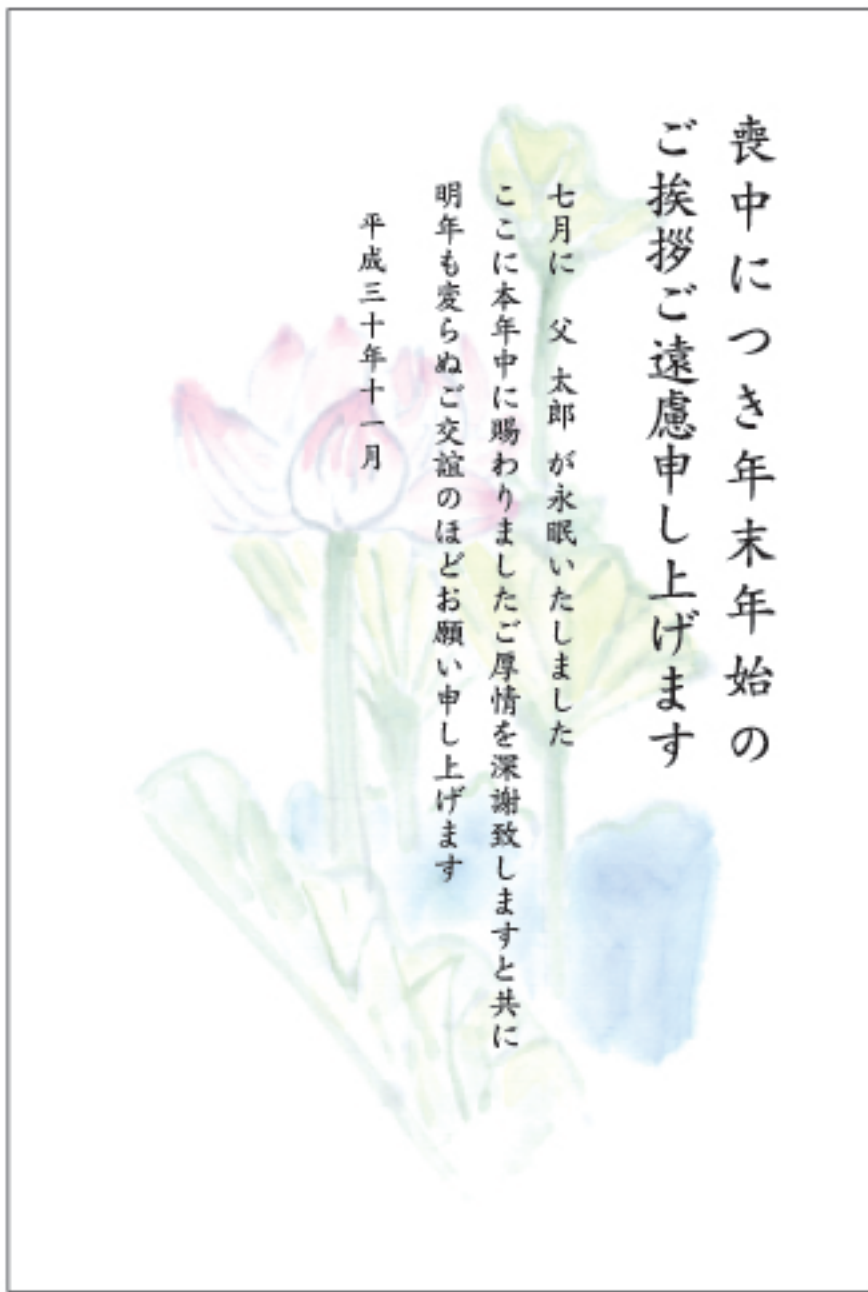 喪中につき年末年始の
ご挨拶ご遠慮申し上げます
七月に　父 太郎 が永眠いたしました
ここに本年中に賜わりましたご厚情を深謝致しますと共に
明年も変らぬご交誼のほどお願い申し上げます
平成三十年十一月